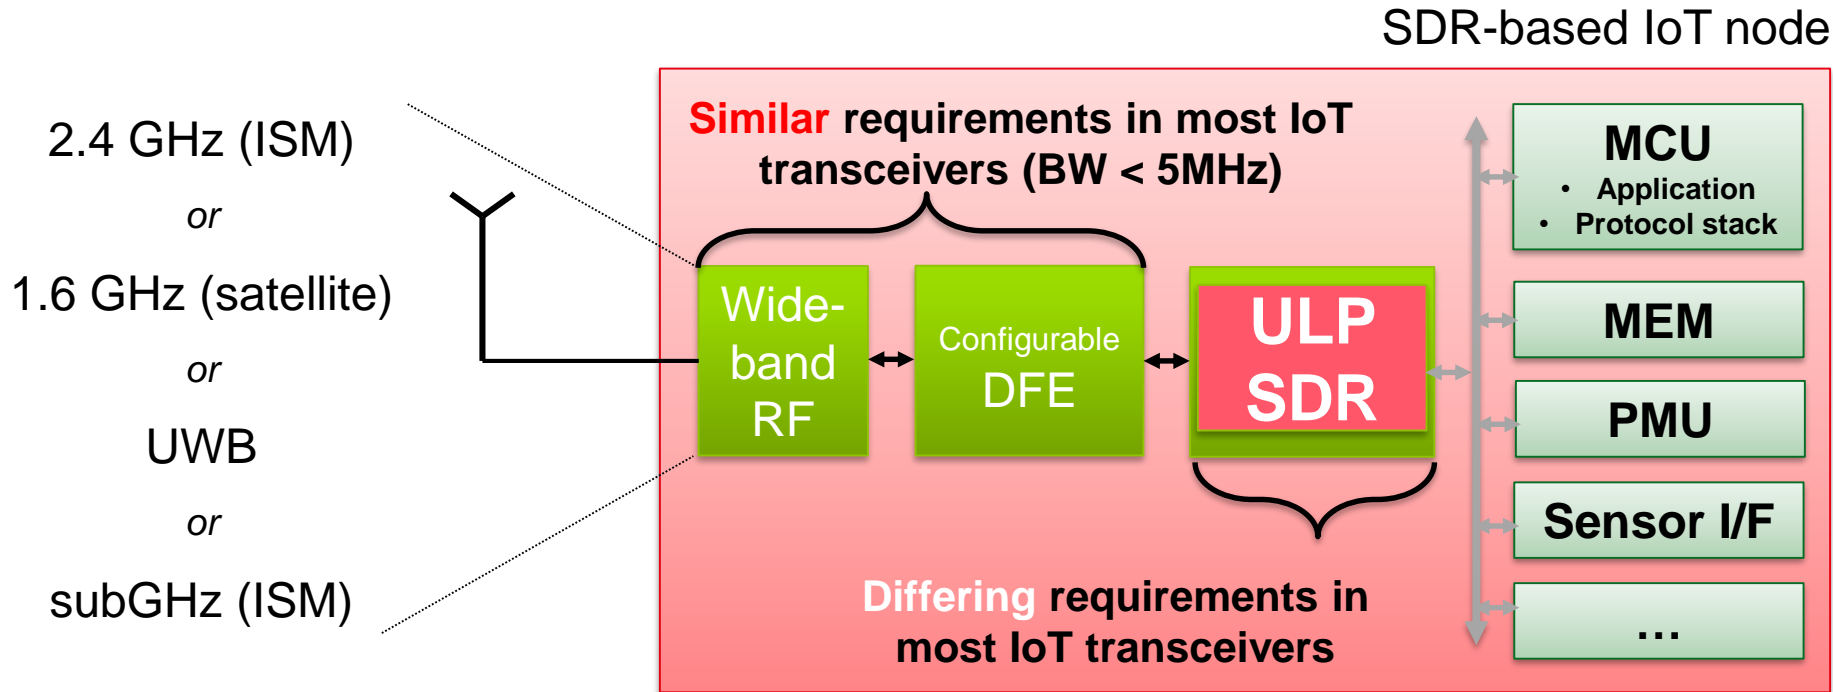 SDR-based IoT node
2.4 GHz (ISM)
or
1.6 GHz (satellite)
or
UWB
or
subGHz (ISM)
Similar requirements in most IoT
transceivers (BW < 5MHz)
Wide-
band
RF
Configurable
DFE
ULP
SDR
Differing requirements in
most IoT transceivers
MCU
• Application
• Protocol stack
MEM
PMU
Sensor I/F
...